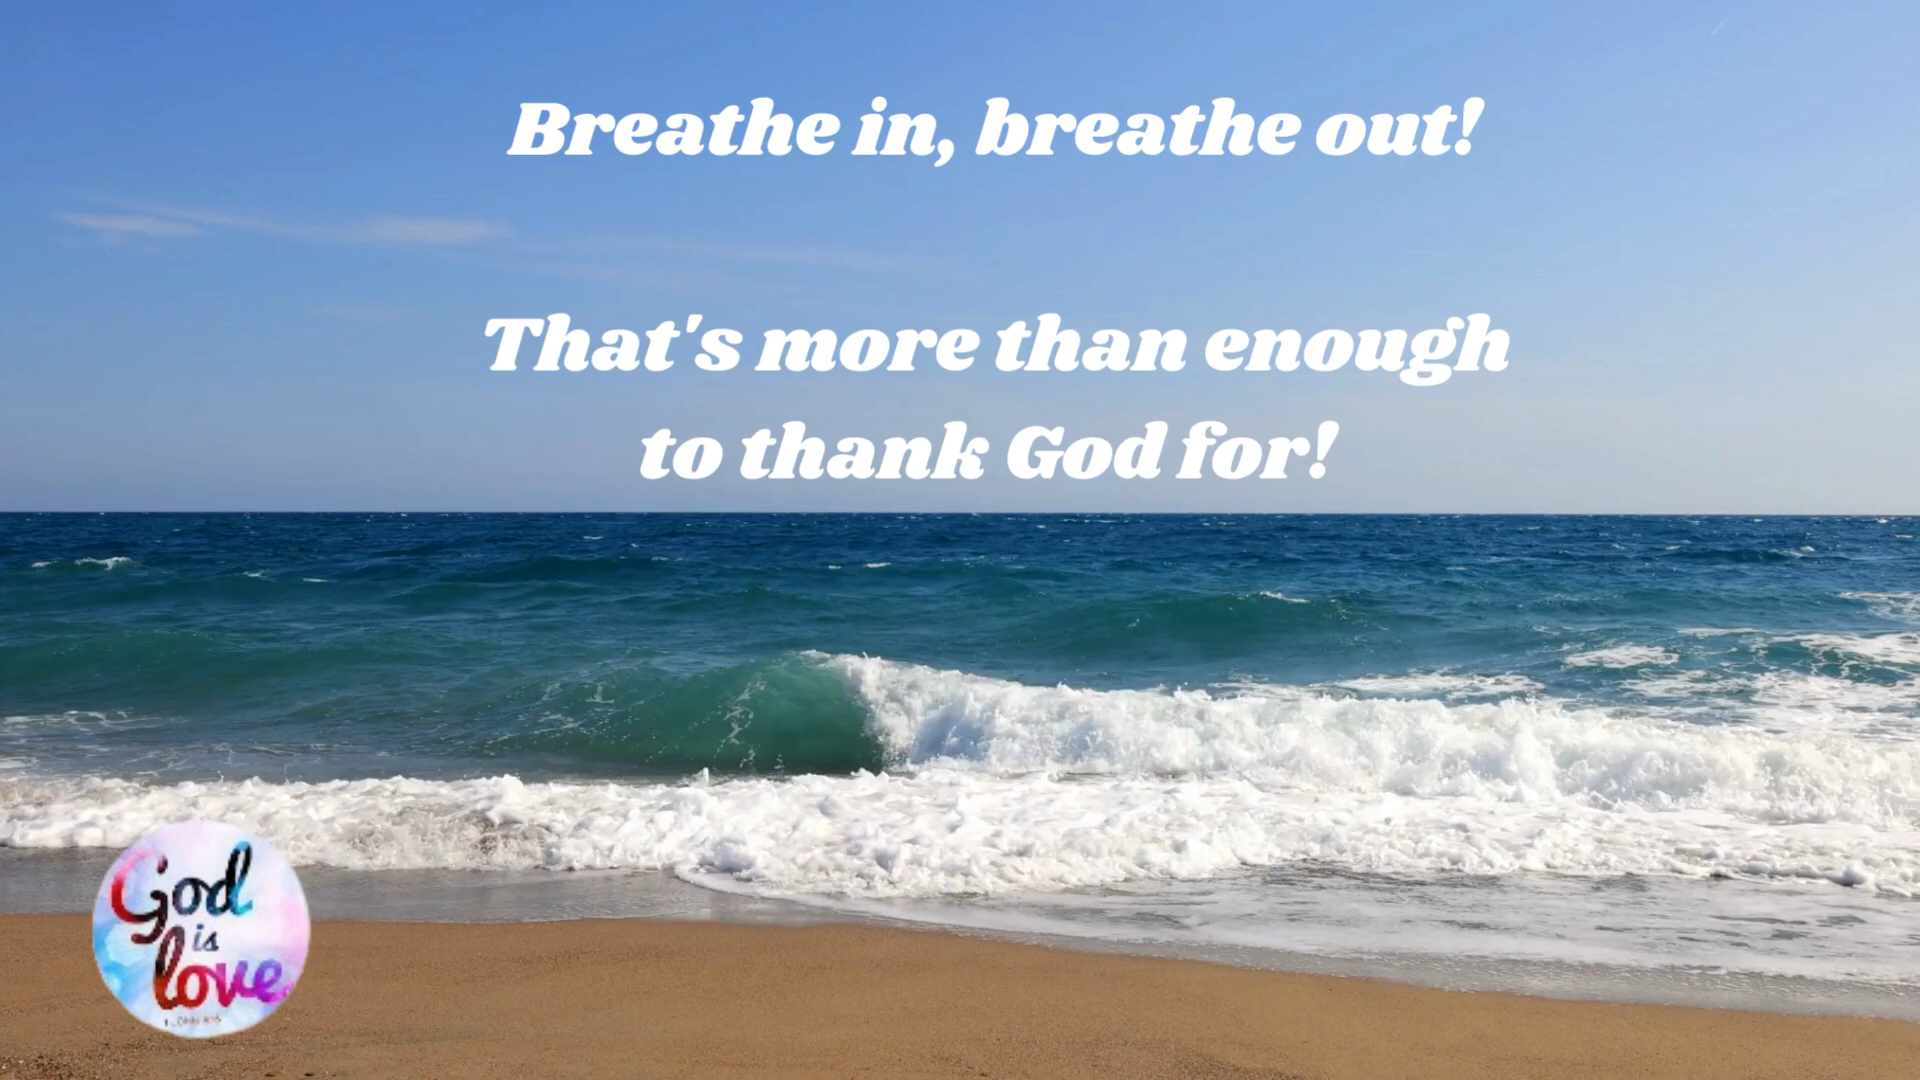 Breathe in, breathe out!
That's more than enough
to thank God for!
God
is
love